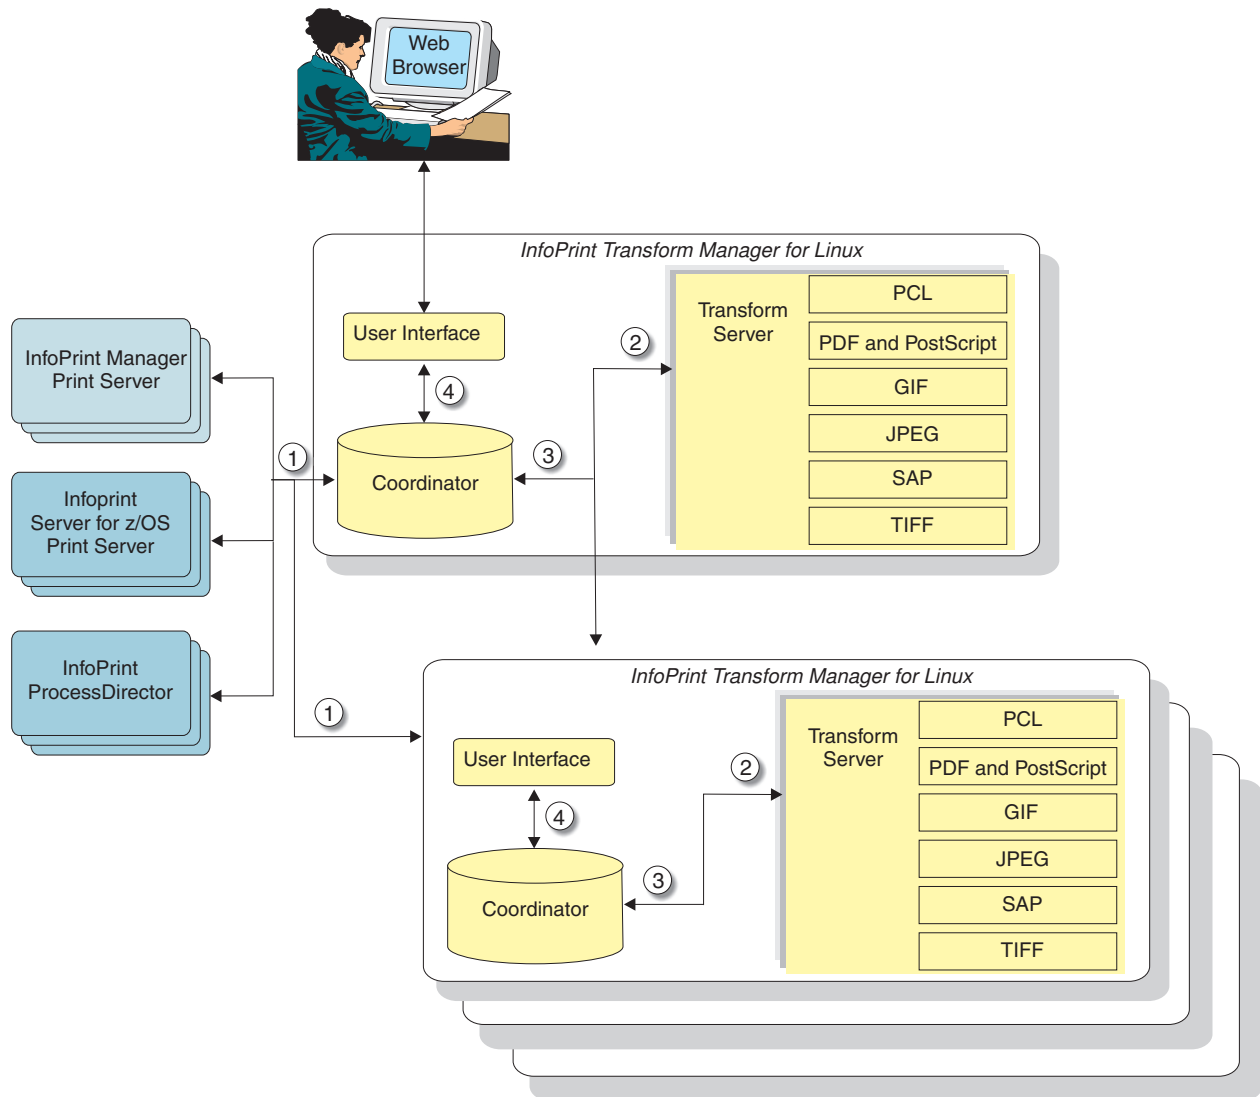 Web
Browser
InfoPrint Transform Manager for Linux
User Interface
4
Coordinator
1
3
2
Transform
Server
PCL
PDF and PostScript
GIF
JPEG
SAP
TIFF
InfoPrint Manager
Print Server
Infoprint
Server for z/OS
Print Server
InfoPrint
ProcessDirector
1
InfoPrint Transform Manager for Linux
User Interface
4
Coordinator
3
2
Transform
Server
PCL
PDF and PostScript
GIF
JPEG
SAP
TIFF